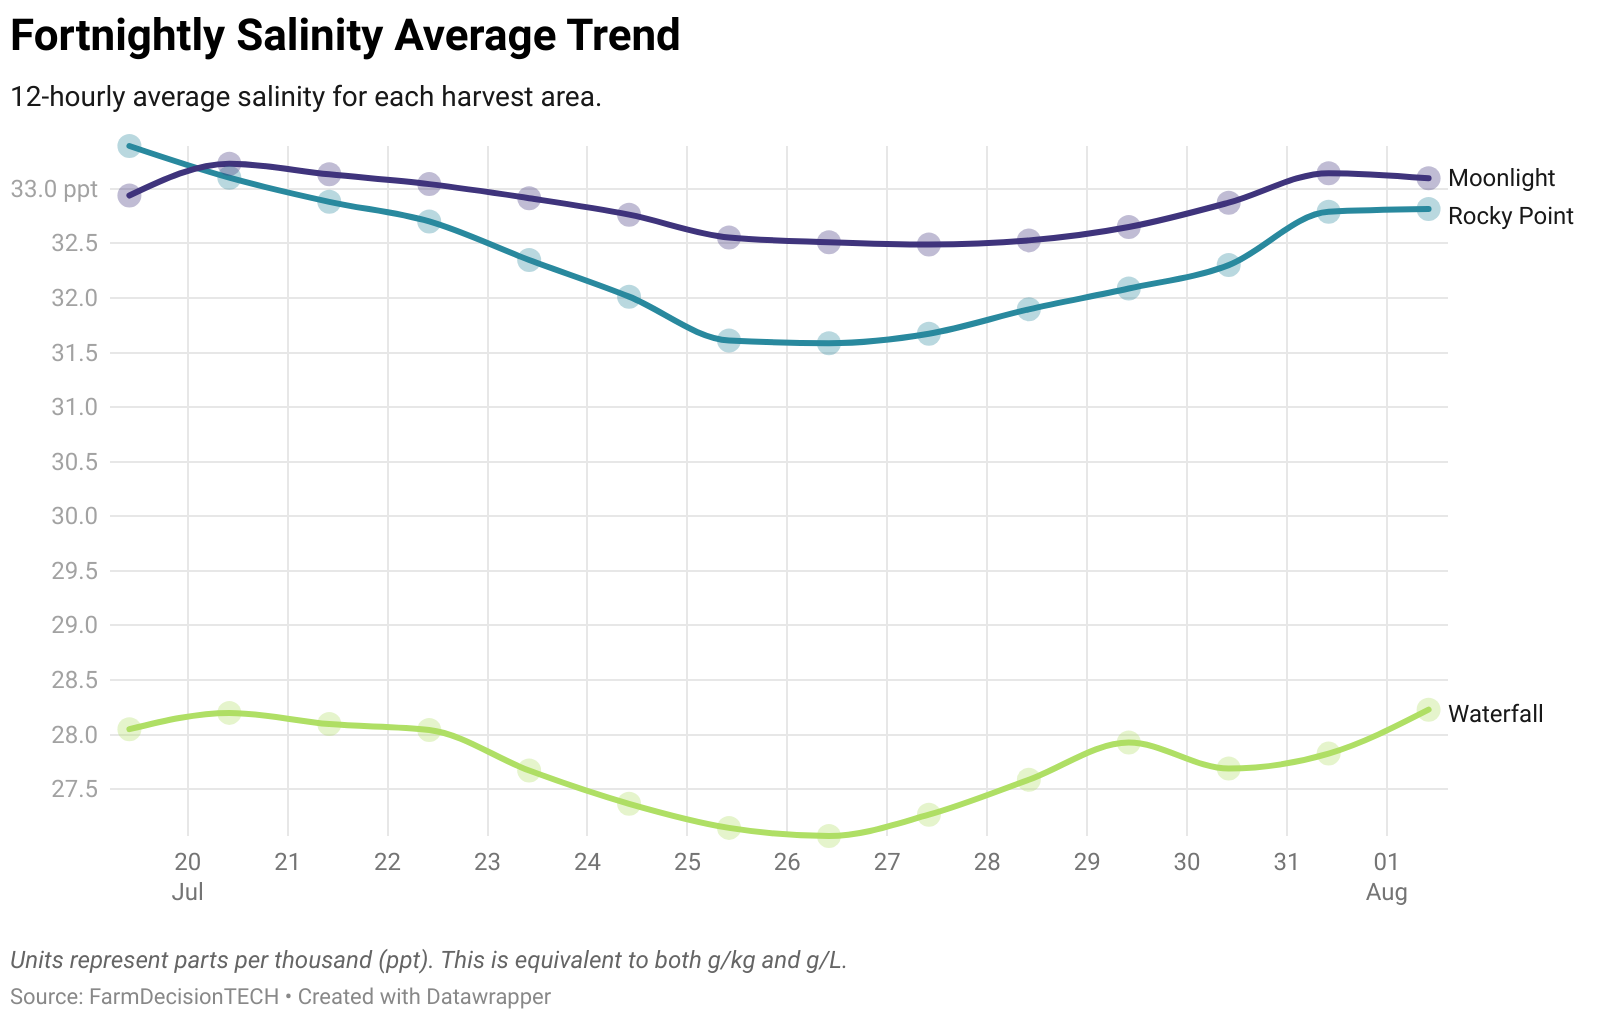 Fortnightly Salinity Average Trend
12-hourly average salinity for each harvest area.
33.0 ppt
32.5
32.0
31.5
31.0
30.5
30.0
29.5
29.0
28.5
28.0
27.5
Moonlight
Rocky Point
Waterfall
20 21 22 23 24 25 26 27 28 29 30 31 01
Jul Aug
Units represent parts per thousand (ppt). This is equivalent to both g/kg and g/L.
Source: FarmDecisionTECH • Created with Datawrapper